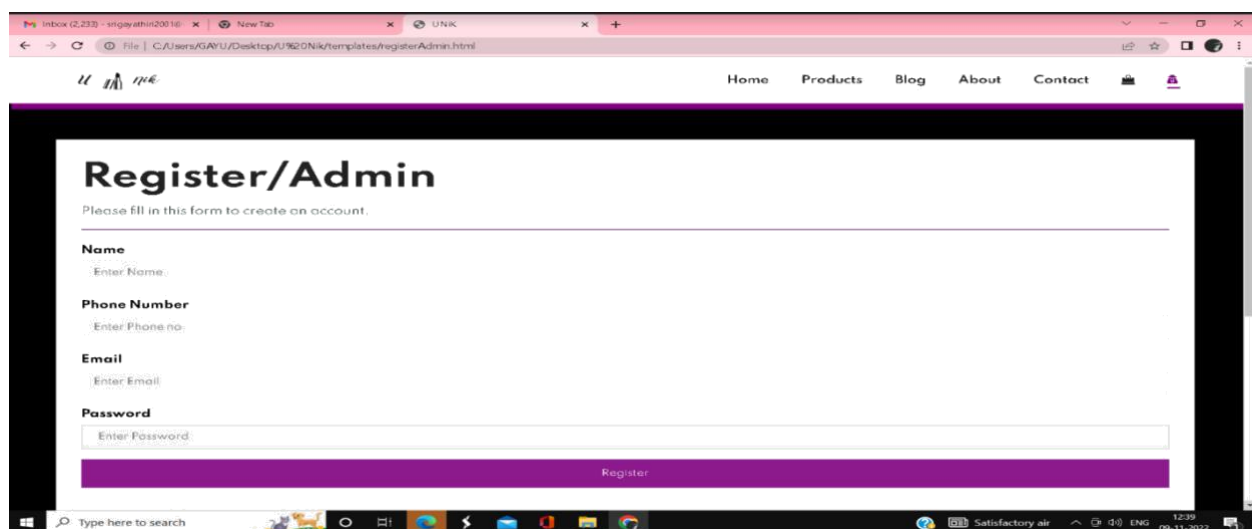 Inbox (2,233) - srigayathiri2001@
New Tab
UNiK
File | C:/Users/GAYU/Desktop/U%20Nik/templates/registerAdmin.html
U nik
Home Products Blog About Contact
Register/Admin
Please fill in this form to create an account.
Name
Enter Name
Phone Number
Enter Phone no
Email
Enter Email
Password
Enter Password
Register
Type here to search
Satisfactory air ENG 12:39
09-11-2022